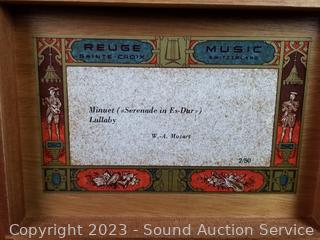 REUGE MUSIC
SAINTE-CROIX SWITZERLAND
Minuet («Serenade in Es-Dur»)
Lullaby
W.-A. Mozart
2/50
Copyright 2023 - Sound Auction Service